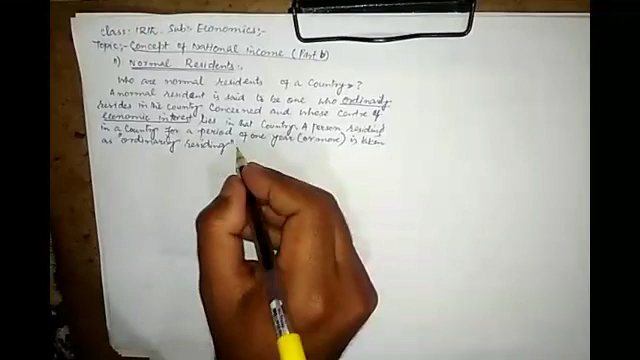 Class:- 12th. Sub:- Economics:-
Topic:- Concept of National income (Part 6)
1) Normal Residents:-
Who are normal residents of a Country?
A normal resident is said to be one who ordinarily
resides in the country Concerned and whose centre of
economic interest lies in that Country. A person residing
in a Country for a period of one year (or more) is taken
as "ordinarily residing"